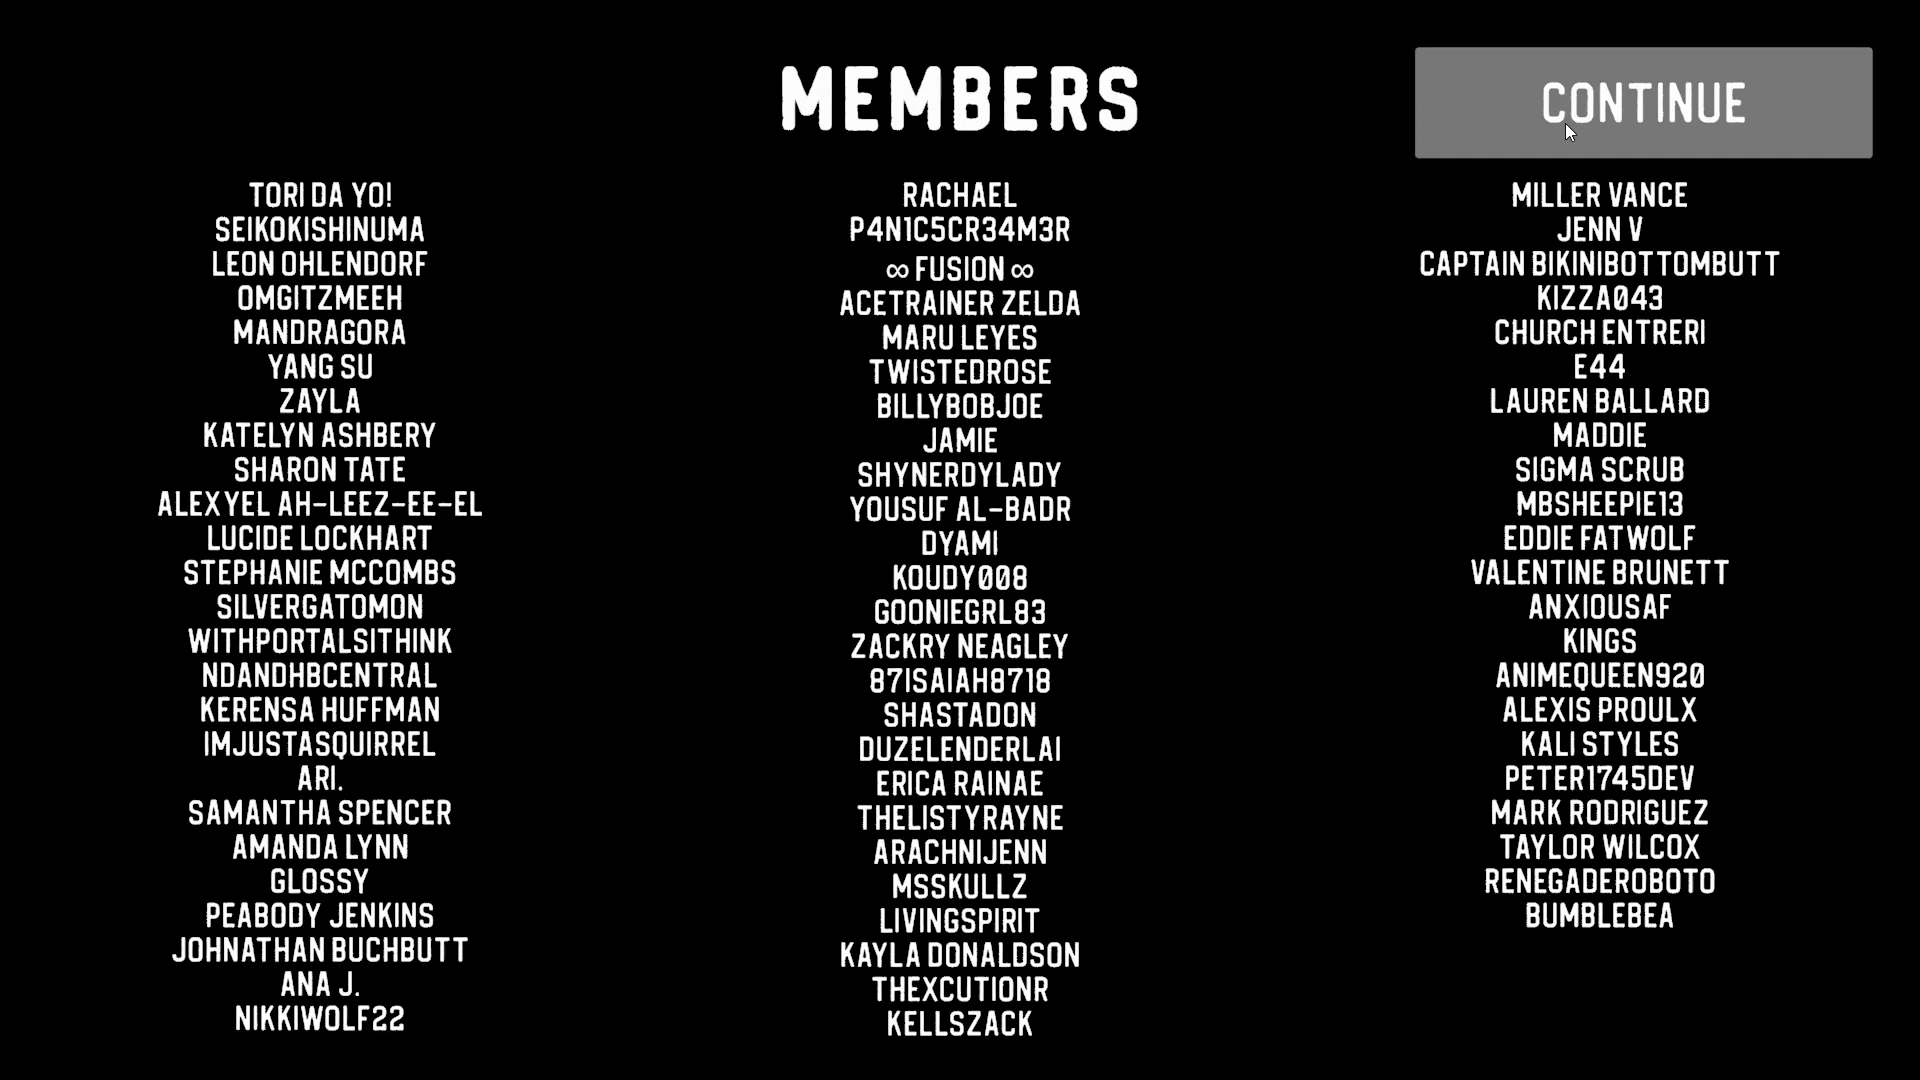 MEMBERS
CONTINUE
TORI DA YO!
SEIKOKISHINUMA
LEON OHLENDORF
OMGITZMEEH
MANDRAGORA
YANG SU
ZAYLA
KATELYN ASHBERY
SHARON TATE
ALEXYEL AH-LEEZ-EE-EL
LUCIDE LOCKHART
STEPHANIE MCCOMBS
SILVERGATOMON
WITHPORTALSITHINK
NDANDHBCENTRAL
KERENSA HUFFMAN
IMJUSTASQUIRREL
ARI.
SAMANTHA SPENCER
AMANDA LYNN
GLOSSY
PEABODY JENKINS
JOHNATHAN BUCHBUTT
ANA J.
NIKKIWOLF22
RACHAEL
P4N1C5CR34M3R
∞ FUSION ∞
ACETRAINER ZELDA
MARU LEYES
TWISTEDROSE
BILLYBOBJOE
JAMIE
SHYNERDYLADY
YOUSUF AL-BADR
DYAMI
KOUDY008
GOONIEGRL83
ZACKRY NEAGLEY
87ISAIAH8718
SHASTADON
DUZELENDERLAI
ERICA RAINAE
THELISTYRAYNE
ARACHNIJENN
MSSKULLZ
LIVINGSPIRIT
KAYLA DONALDSON
THEXCUTIONR
KELLSZACK
MILLER VANCE
JENN V
CAPTAIN BIKINIBOTTOMBUTT
KIZZA043
CHURCH ENTRERI
E44
LAUREN BALLARD
MADDIE
SIGMA SCRUB
MBSHEEPIE13
EDDIE FATWOLF
VALENTINE BRUNETT
ANXIOUSAF
KINGS
ANIMEQUEEN920
ALEXIS PROULX
KALI STYLES
PETER1745DEV
MARK RODRIGUEZ
TAYLOR WILCOX
RENEGADEROBOTO
BUMBLEBEA